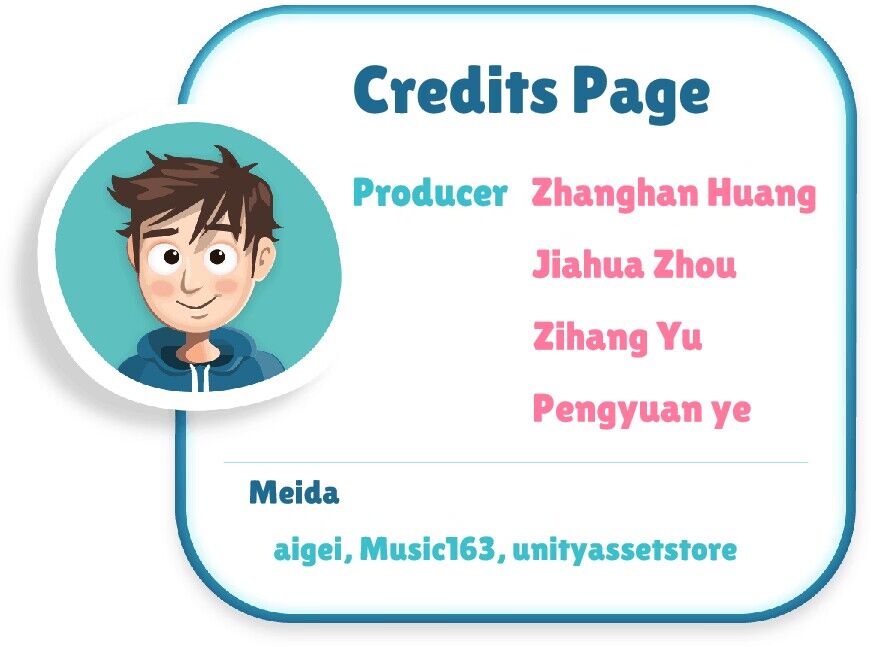 Credits Page
Producer Zhanghan Huang
Jiahua Zhou
Zihang Yu
Pengyuan ye
Meida
aigei, Music163, unityassetstore